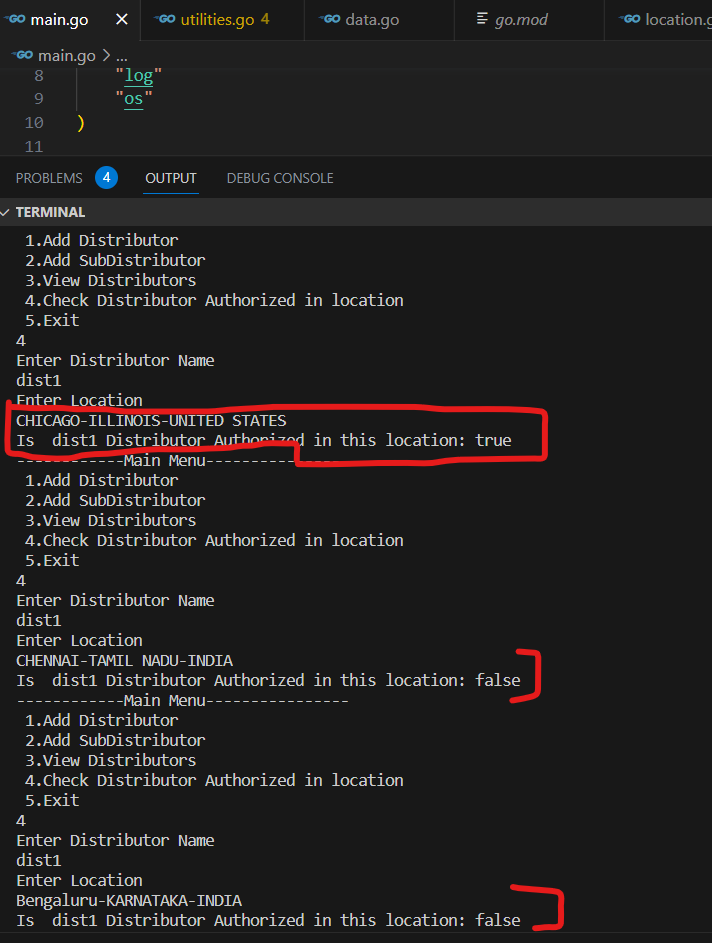 GO main.go X GO utilities.go 4 GO data.go go.mod GO location.g
GO main.go > ...
8 "log"
9 "os"
10 )
11
PROBLEMS 4 OUTPUT DEBUG CONSOLE
TERMINAL
1.Add Distributor
2.Add SubDistributor
3.View Distributors
4.Check Distributor Authorized in location
5.Exit
4
Enter Distributor Name
dist1
Enter Location
CHICAGO-ILLINOIS-UNITED STATES
Is  dist1 Distributor Authorized in this location: true
------------Main Menu----------------
1.Add Distributor
2.Add SubDistributor
3.View Distributors
4.Check Distributor Authorized in location
5.Exit
4
Enter Distributor Name
dist1
Enter Location
CHENNAI-TAMIL NADU-INDIA
Is  dist1 Distributor Authorized in this location: false
------------Main Menu----------------
1.Add Distributor
2.Add SubDistributor
3.View Distributors
4.Check Distributor Authorized in location
5.Exit
4
Enter Distributor Name
dist1
Enter Location
Bengaluru-KARNATAKA-INDIA
Is  dist1 Distributor Authorized in this location: false